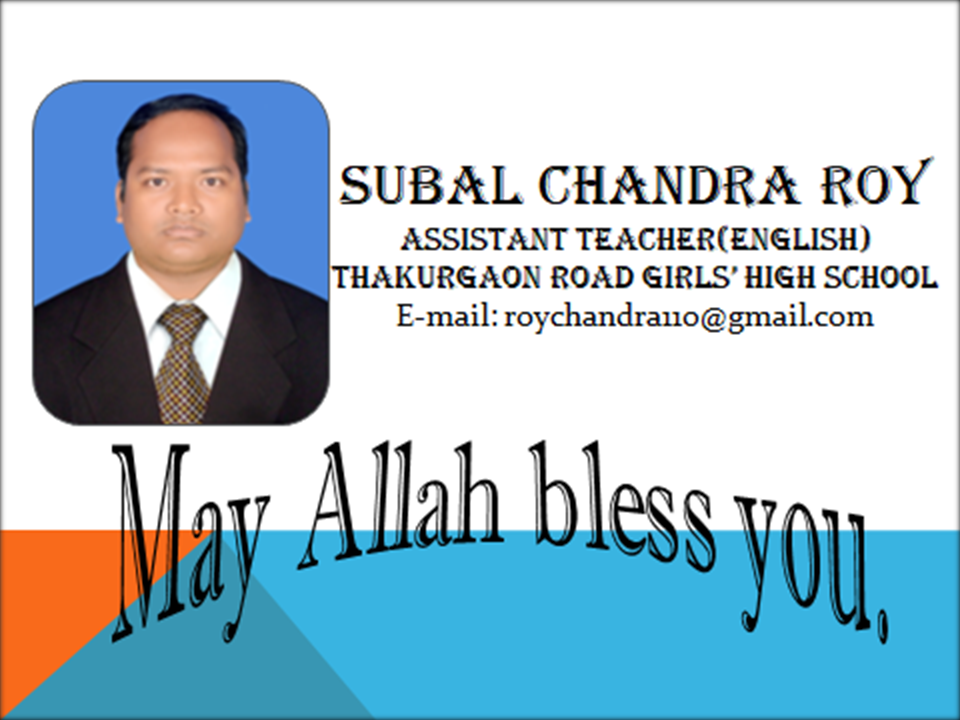 SUBAL CHANDRA ROY
ASSISTANT TEACHER(ENGLISH)
THAKURGAON ROAD GIRLS’ HIGH SCHOOL
E-mail: roychandra110@gmail.com
May Allah bless you.